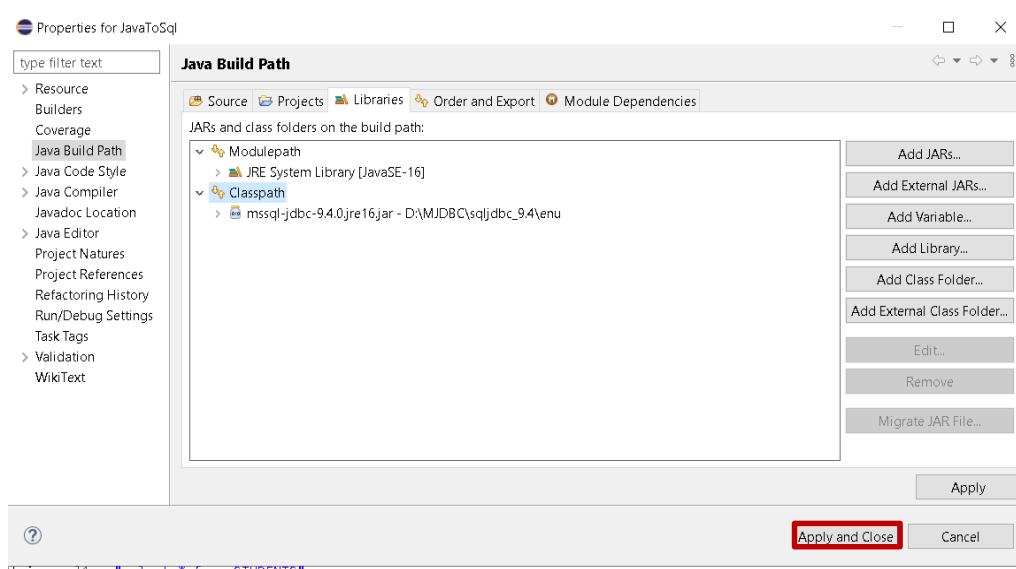 Properties for JavaToSql
type filter text
Resource
Builders
Coverage
Java Build Path
Java Code Style
Java Compiler
Javadoc Location
Java Editor
Project Natures
Project References
Refactoring History
Run/Debug Settings
Task Tags
Validation
WikiText
Java Build Path
Source Projects Libraries Order and Export Module Dependencies
JARs and class folders on the build path:
Modulepath
JRE System Library [JavaSE-16]
Classpath
mssql-jdbc-9.4.0.jre16.jar - D:\MJDBC\sqljdbc_9.4\enu
Add JARs...
Add External JARs...
Add Variable...
Add Library...
Add Class Folder...
Add External Class Folder...
Edit...
Remove
Migrate JAR File...
Apply
Apply and Close
Cancel